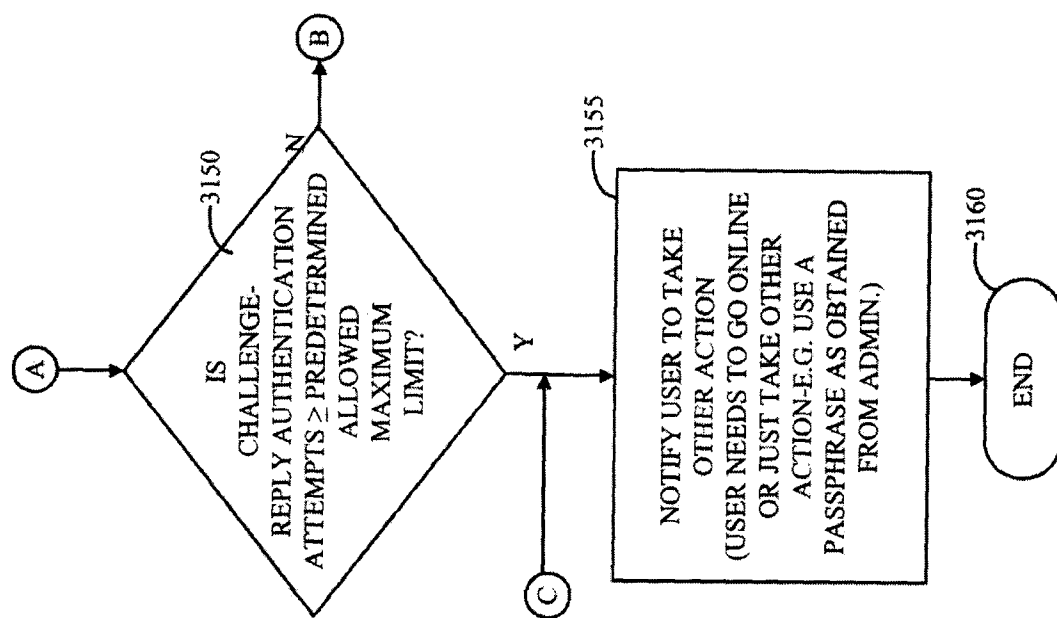 A
3150
IS
CHALLENGE-
REPLY AUTHENTICATION
ATTEMPTS ≥ PREDETERMINED
ALLOWED
MAXIMUM
LIMIT?
N
B
Y
C
3155
NOTIFY USER TO TAKE
OTHER ACTION
(USER NEEDS TO GO ONLINE
OR JUST TAKE OTHER
ACTION-E.G. USE A
PASSPHRASE AS OBTAINED
FROM ADMIN.)
3160
END